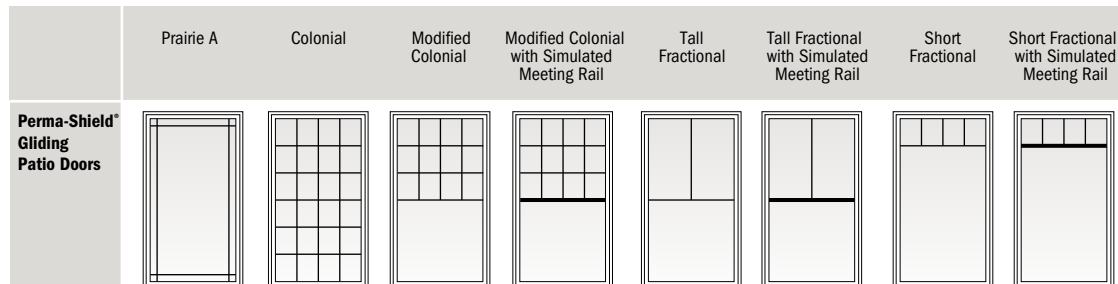 Prairie A
Colonial
Modified
Colonial
Modified Colonial
with Simulated
Meeting Rail
Tall
Fractional
Tall Fractional
with Simulated
Meeting Rail
Short
Fractional
Short Fractional
with Simulated
Meeting Rail
Perma-Shield®
Gliding
Patio Doors